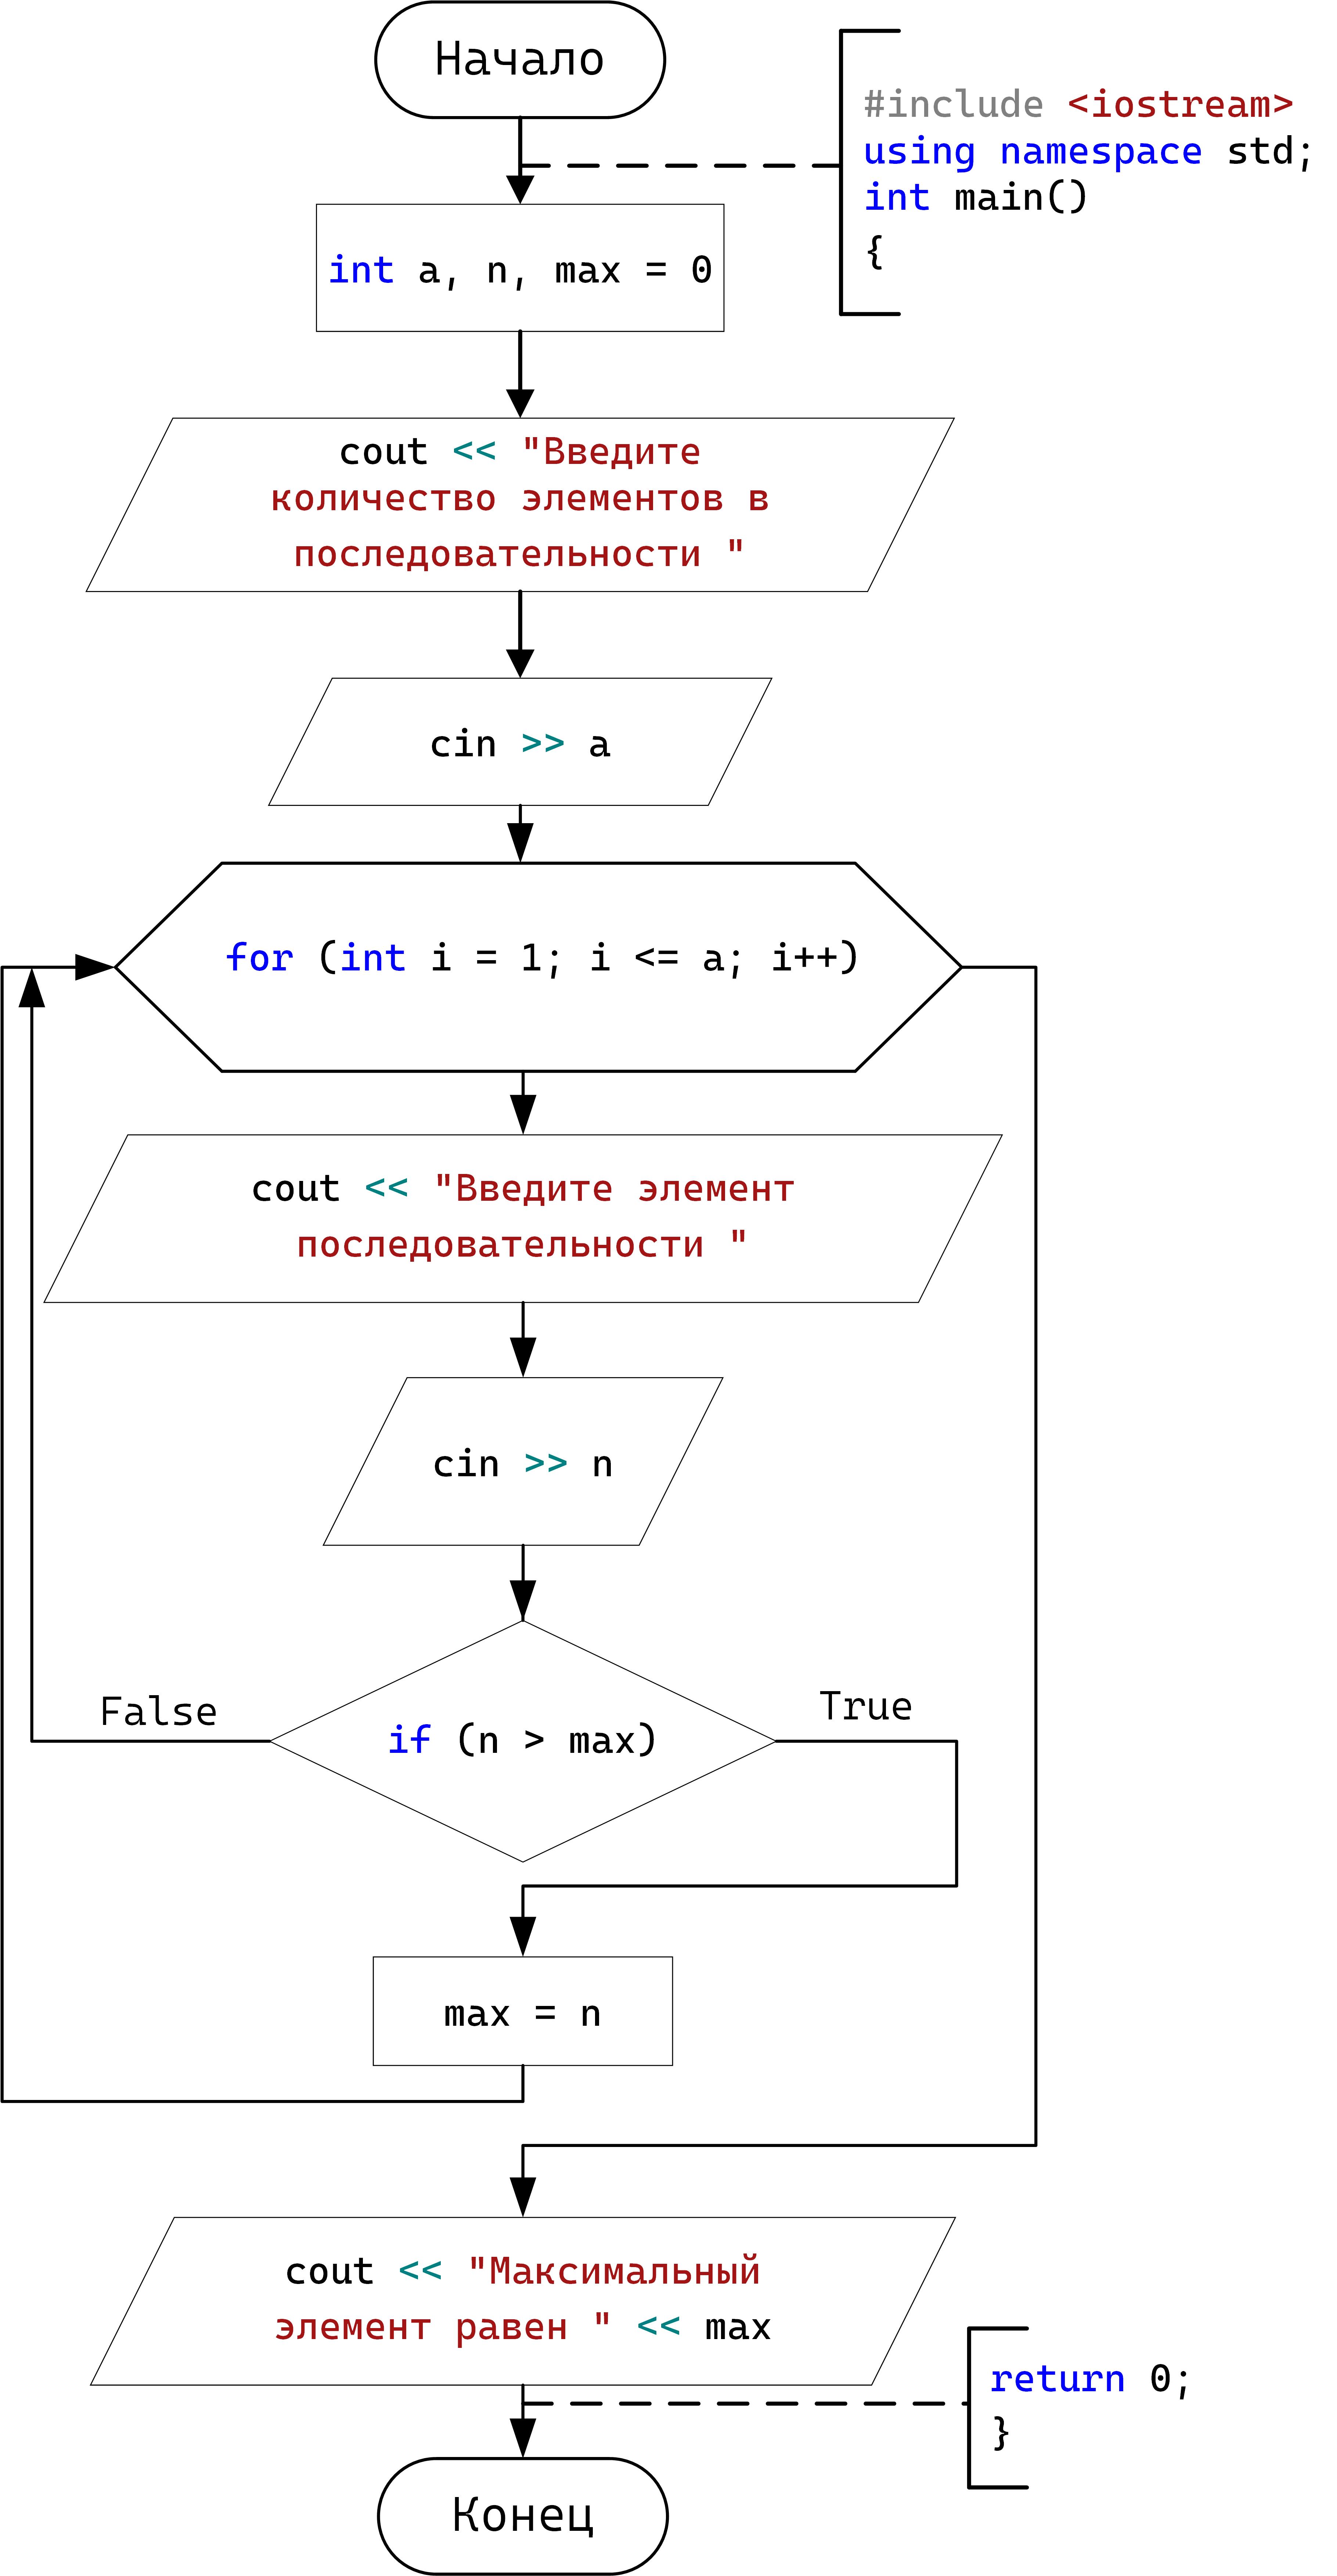 Начало
#include <iostream>
using namespace std;
int main()
{
int a, n, max = 0
cout << "Введите
количество элементов в
последовательности "
cin >> a
for (int i = 1; i <= a; i++)
cout << "Введите элемент
последовательности "
cin >> n
False
True
if (n > max)
max = n
cout << "Максимальный
элемент равен " << max
return 0;
}
Конец